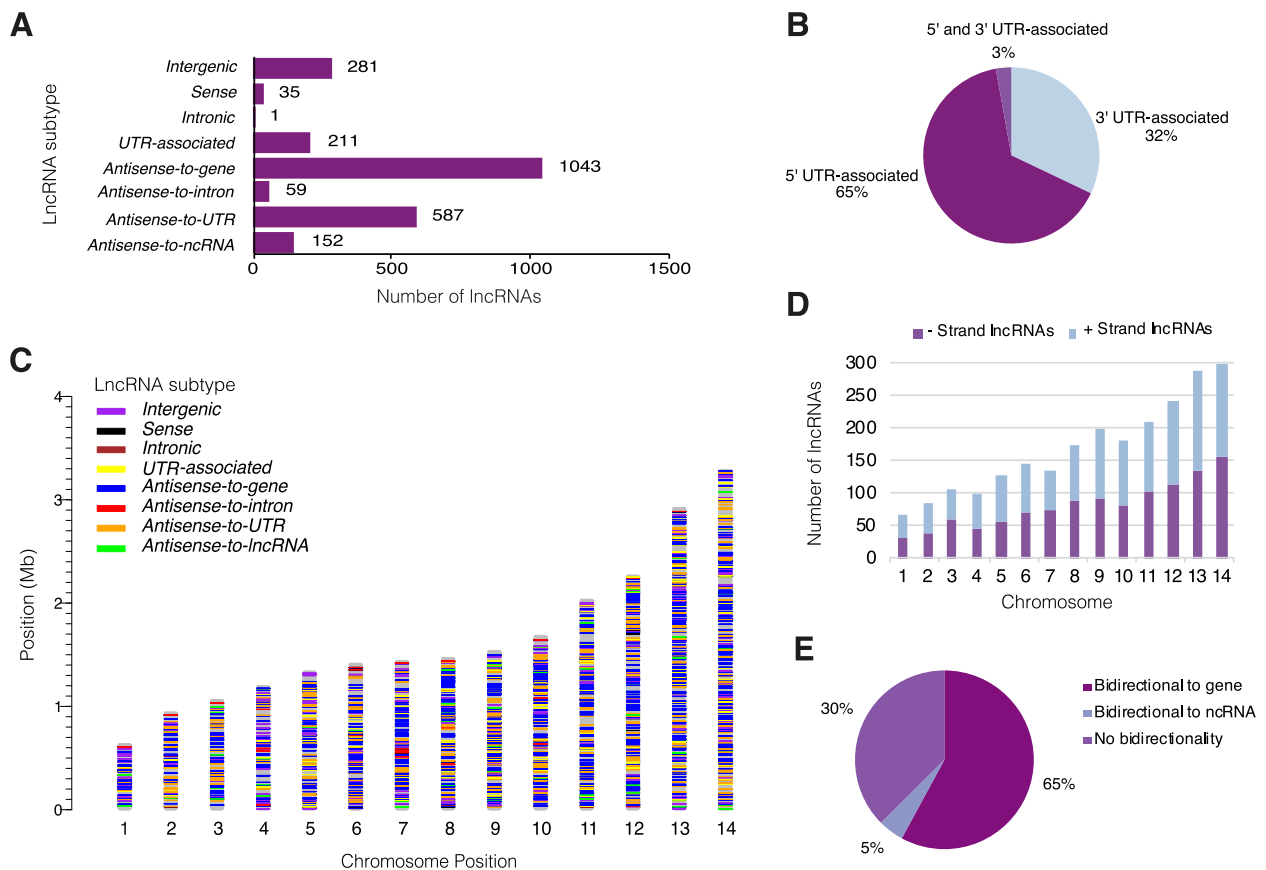 A
LncRNA subtype
Intergenic
281
Sense
35
Intronic
1
UTR-associated
211
Antisense-to-gene
1043
Antisense-to-intron
59
Antisense-to-UTR
587
Antisense-to-ncRNA
152
0
500
1000
1500
Number of lncRNAs
B
5' and 3' UTR-associated
3%
3' UTR-associated
32%
5' UTR-associated
65%
C
LncRNA subtype
Intergenic
Sense
Intronic
UTR-associated
Antisense-to-gene
Antisense-to-intron
Antisense-to-UTR
Antisense-to-lncRNA
Position (Mb)
4
3
2
1
0
1 2 3 4 5 6 7 8 9 10 11 12 13 14
Chromosome Position
D
- Strand lncRNAs + Strand lncRNAs
Number of lncRNAs
300
250
200
150
100
50
0
1 2 3 4 5 6 7 8 9 10 11 12 13 14
Chromosome
E
30%
65%
5%
Bidirectional to gene
Bidirectional to ncRNA
No bidirectionality